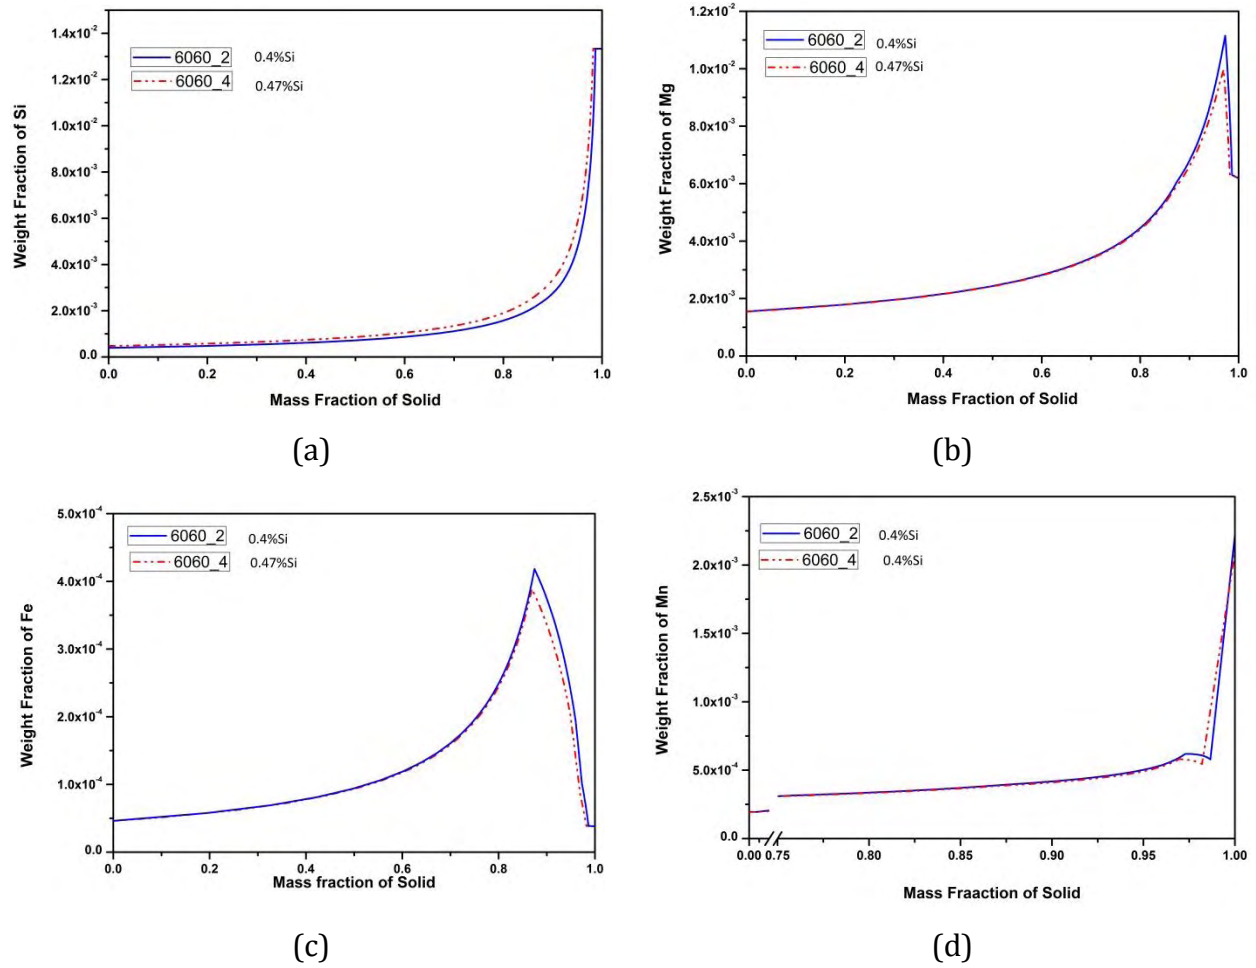 1.4x10⁻²
1.2x10⁻²
1.0x10⁻²
8.0x10⁻³
6.0x10⁻³
4.0x10⁻³
2.0x10⁻³
0.0
Weight Fraction of Si
6060_2 0.4%Si
6060_4 0.47%Si
0.0 0.2 0.4 0.6 0.8 1.0
Mass Fraction of Solid
(a)
1.2x10⁻²
1.0x10⁻²
8.0x10⁻³
6.0x10⁻³
4.0x10⁻³
2.0x10⁻³
0.0
Weight Fraction of Mg
6060_2 0.4%Si
6060_4 0.47%Si
0.0 0.2 0.4 0.6 0.8 1.0
Mass Fraction of Solid
(b)
5.0x10⁻⁴
4.0x10⁻⁴
3.0x10⁻⁴
2.0x10⁻⁴
1.0x10⁻⁴
0.0
Weight Fraction of Fe
6060_2 0.4%Si
6060_4 0.47%Si
0.0 0.2 0.4 0.6 0.8 1.0
Mass fraction of Solid
(c)
2.5x10⁻³
2.0x10⁻³
1.5x10⁻³
1.0x10⁻³
5.0x10⁻⁴
0.0
Weight Fraction of Mn
6060_2 0.4%Si
6060_4 0.4%Si
0.00 0.75 0.80 0.85 0.90 0.95 1.00
Mass Fraaction of Solid
(d)